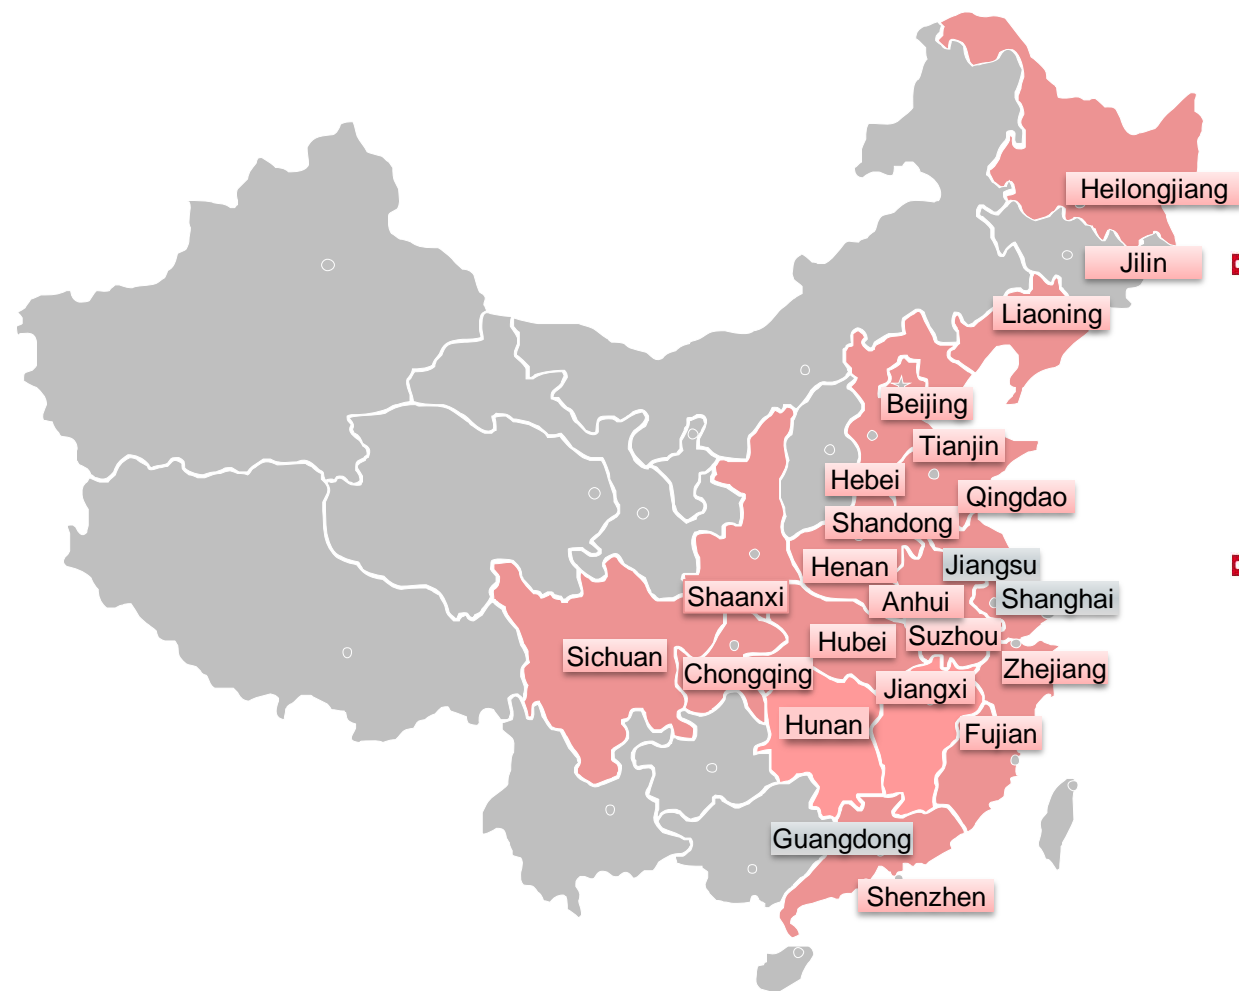 Heilongjiang
Jilin
Liaoning
Beijing
Tianjin
Hebei
Qingdao
Shandong
Henan
Jiangsu
Shaanxi
Anhui
Shanghai
Sichuan
Hubei
Suzhou
Chongqing
Zhejiang
Jiangxi
Hunan
Fujian
Guangdong
Shenzhen